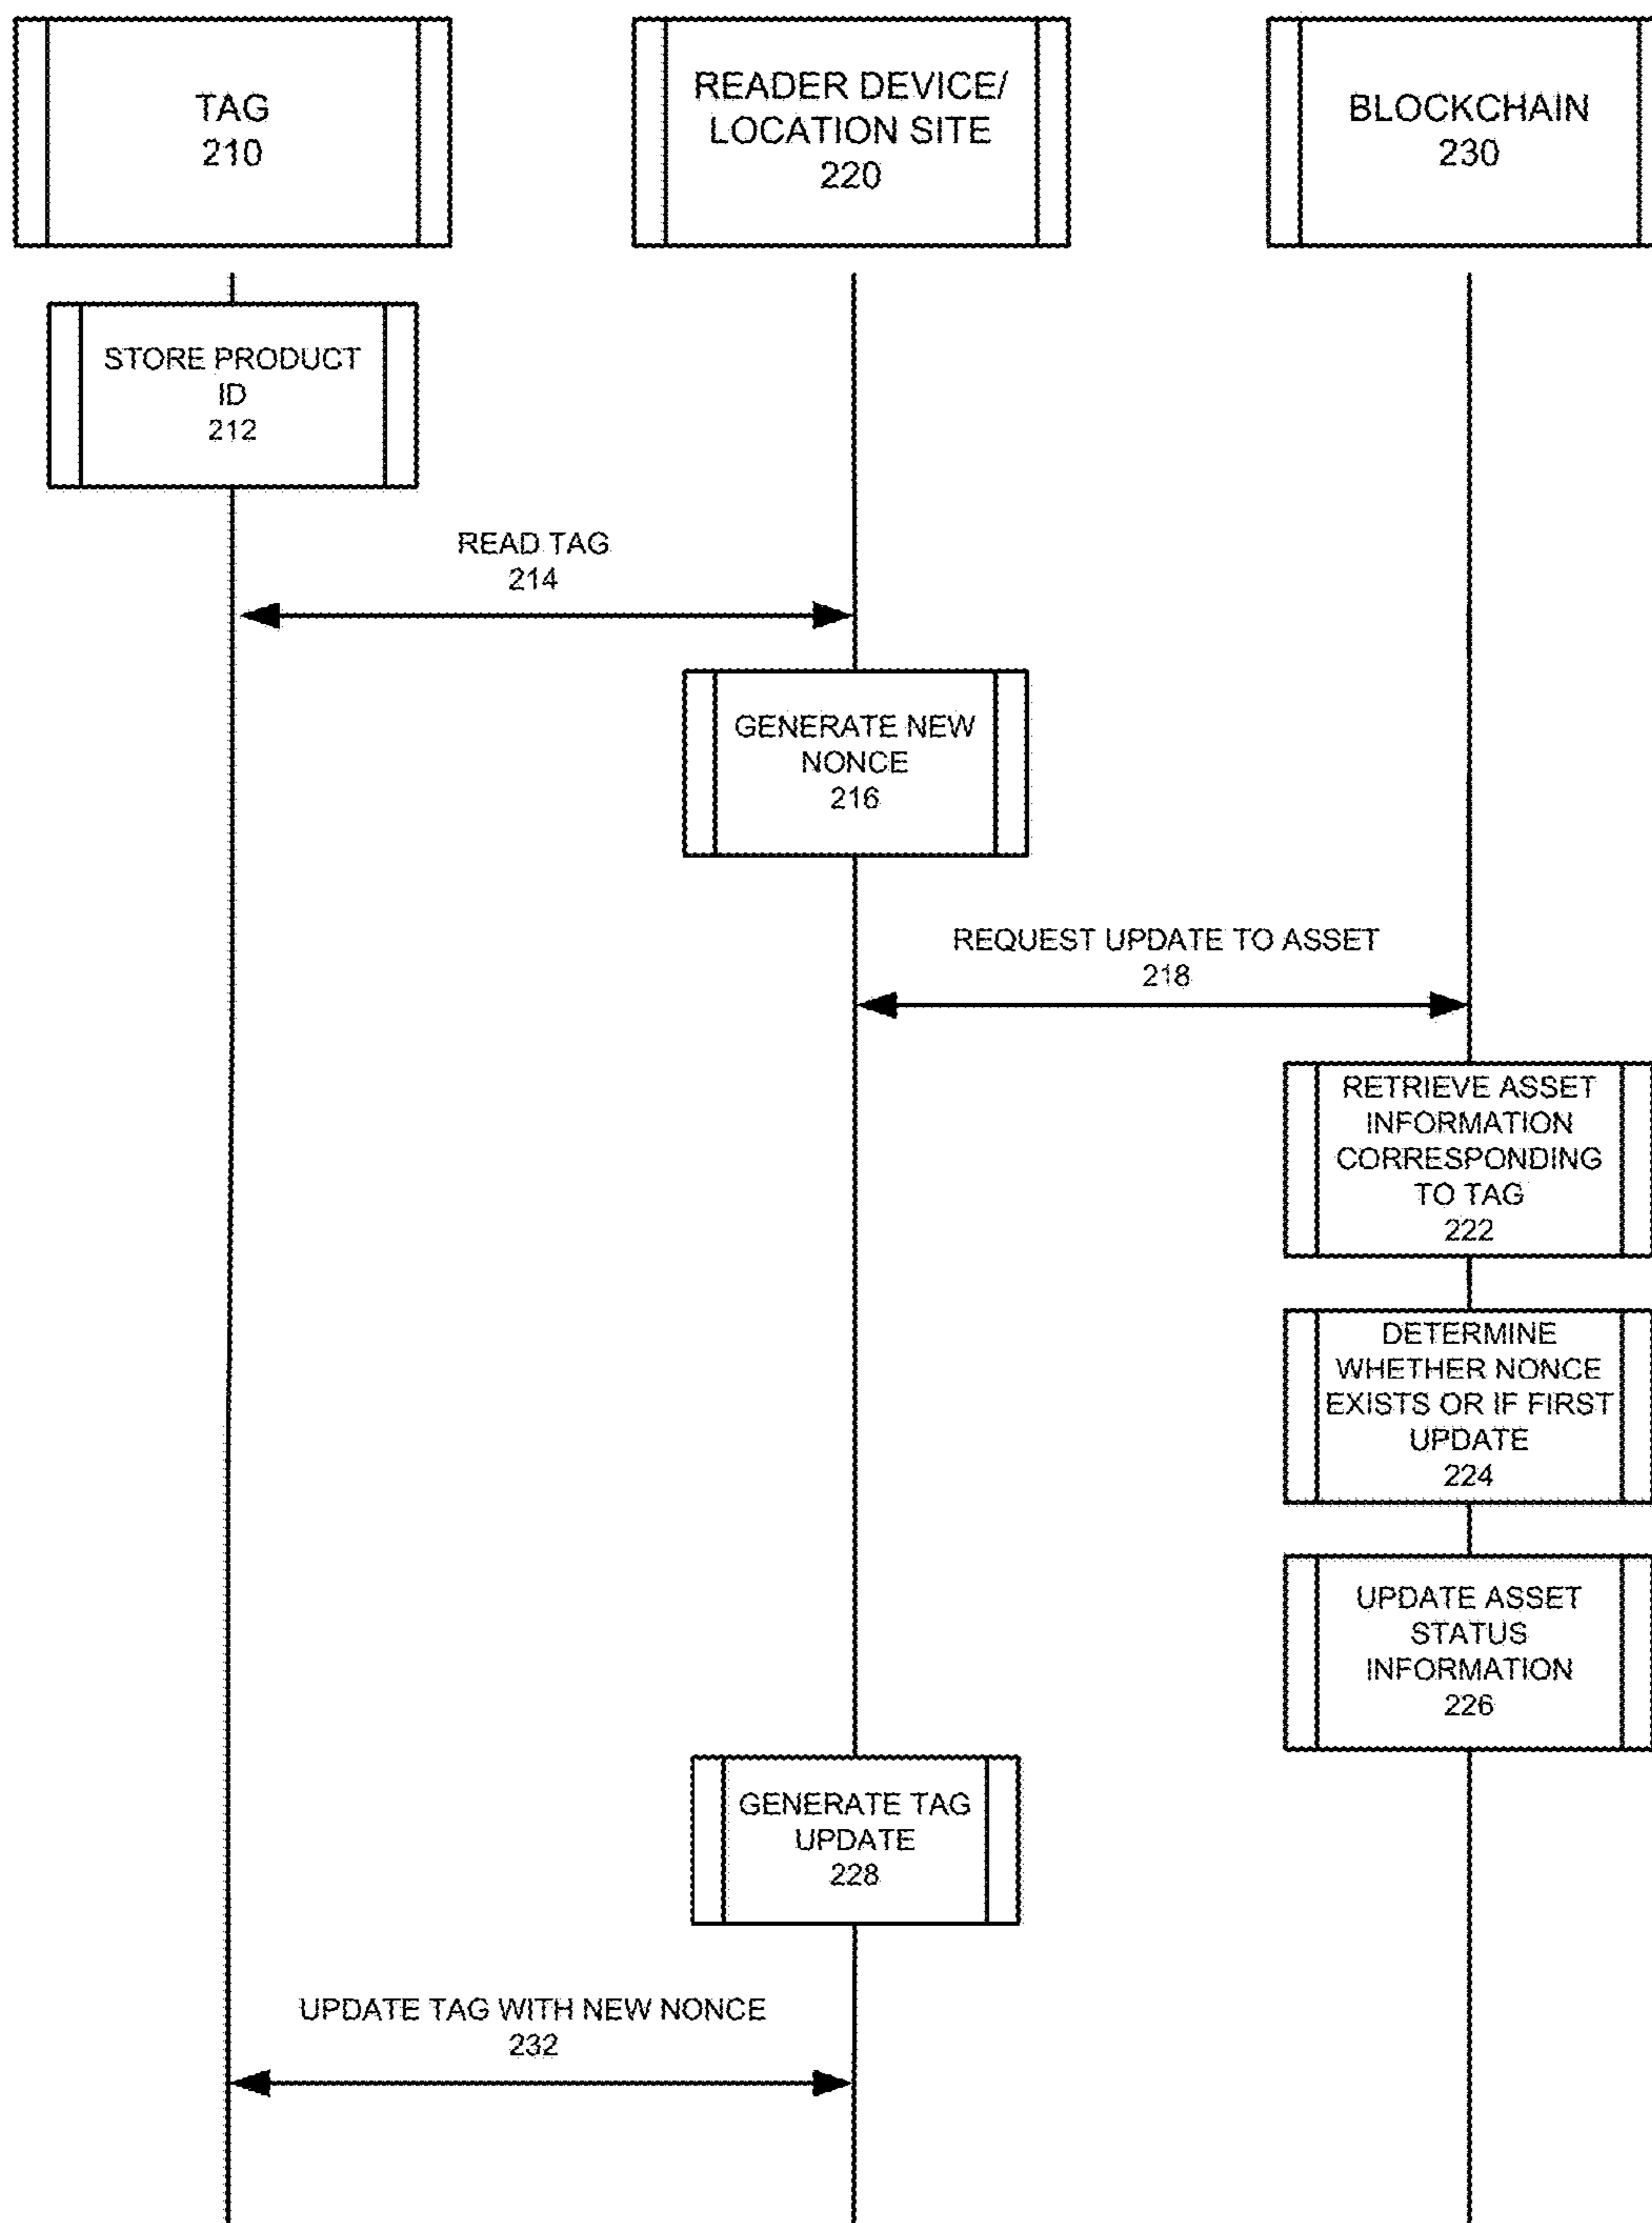 TAG
210
READER DEVICE/
LOCATION SITE
220
BLOCKCHAIN
230
STORE PRODUCT
ID
212
READ TAG
214
GENERATE NEW
NONCE
216
REQUEST UPDATE TO ASSET
218
RETRIEVE ASSET
INFORMATION
CORRESPONDING
TO TAG
222
DETERMINE
WHETHER NONCE
EXISTS OR IF FIRST
UPDATE
224
UPDATE ASSET
STATUS
INFORMATION
226
GENERATE TAG
UPDATE
228
UPDATE TAG WITH NEW NONCE
232